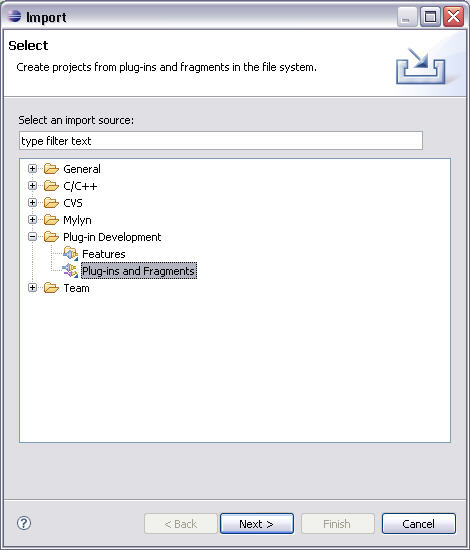 Import
Select
Create projects from plug-ins and fragments in the file system.
Select an import source:
type filter text
General
C/C++
CVS
Mylyn
Plug-in Development
Features
Plug-ins and Fragments
Team
? < Back Next > Finish Cancel